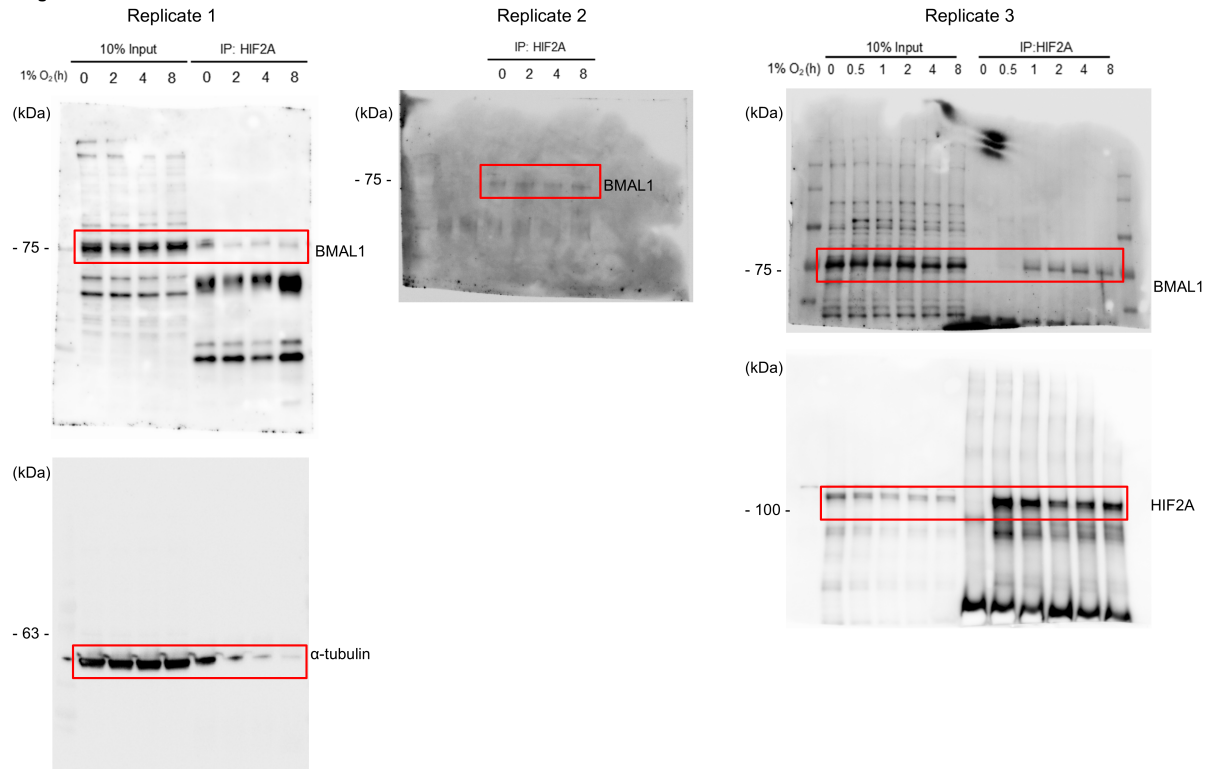 Replicate 1
10% Input IP: HIF2A
1% O₂(h) 0 2 4 8 0 2 4 8
(kDa)
- 75 -
BMAL1
(kDa)
- 63 -
α-tubulin
Replicate 2
IP: HIF2A
0 2 4 8
(kDa)
- 75 -
BMAL1
Replicate 3
10% Input IP:HIF2A
1% O₂(h) 0 0.5 1 2 4 8 0 0.5 1 2 4 8
(kDa)
- 75 -
BMAL1
(kDa)
- 100 -
HIF2A